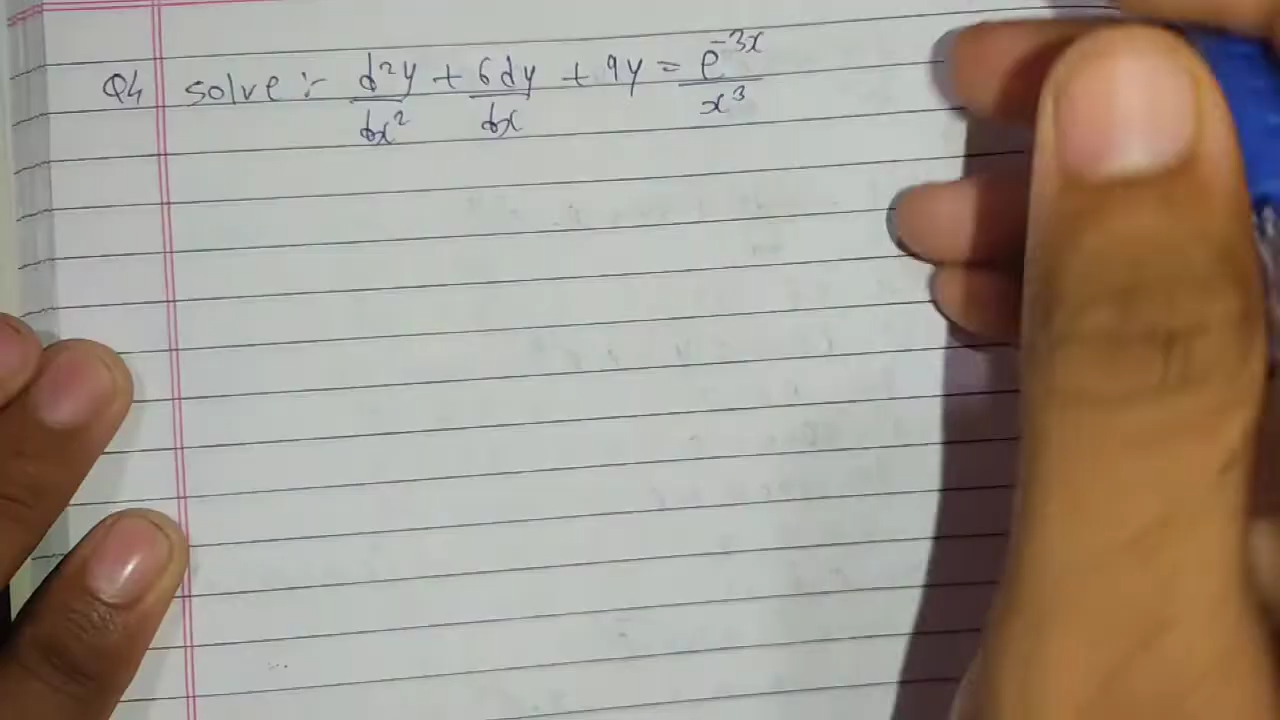 Q4 solve :- d²y/dx² + 6dy/dx + 9y = e^-3x/x³